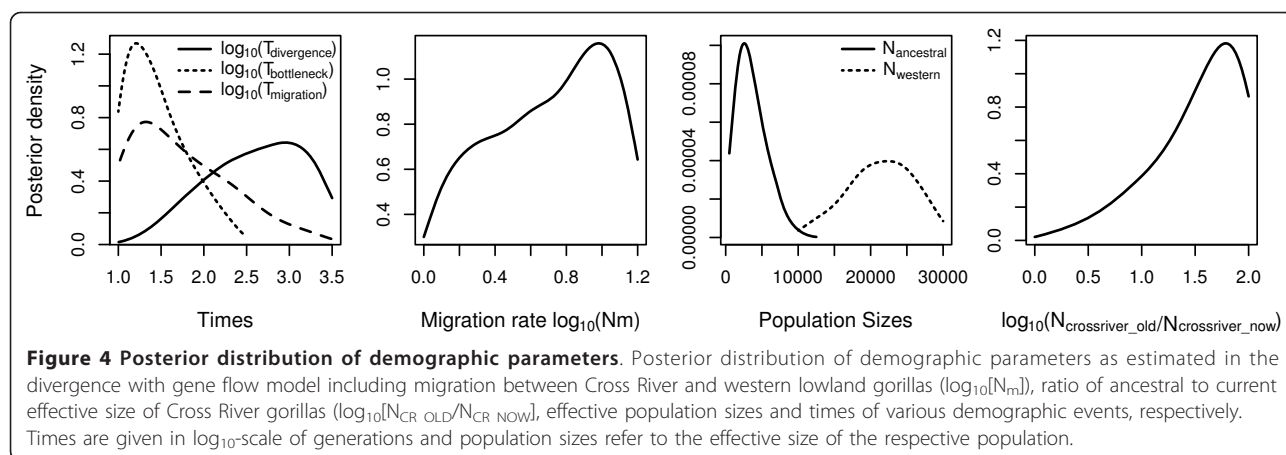 Posterior density
0.0 0.4 0.8 1.2
1.0 1.5 2.0 2.5 3.0 3.5
Times
log10(Tdivergence)
log10(Tbottleneck)
log10(Tmigration)
0.4 0.6 0.8 1.0
0.0 0.4 0.8 1.2
Migration rate log10(Nm)
0.00000 0.00004 0.00008
0 10000 20000 30000
Population Sizes
Nancestral
Nwestern
0.0 0.4 0.8 1.2
0.0 0.5 1.0 1.5 2.0
log10(Ncrossriver_old/Ncrossriver_now)
Figure 4 Posterior distribution of demographic parameters. Posterior distribution of demographic parameters as estimated in the
divergence with gene flow model including migration between Cross River and western lowland gorillas (log10[Nm]), ratio of ancestral to current
effective size of Cross River gorillas (log10[NCR OLD/NCR NOW], effective population sizes and times of various demographic events, respectively.
Times are given in log10-scale of generations and population sizes refer to the effective size of the respective population.